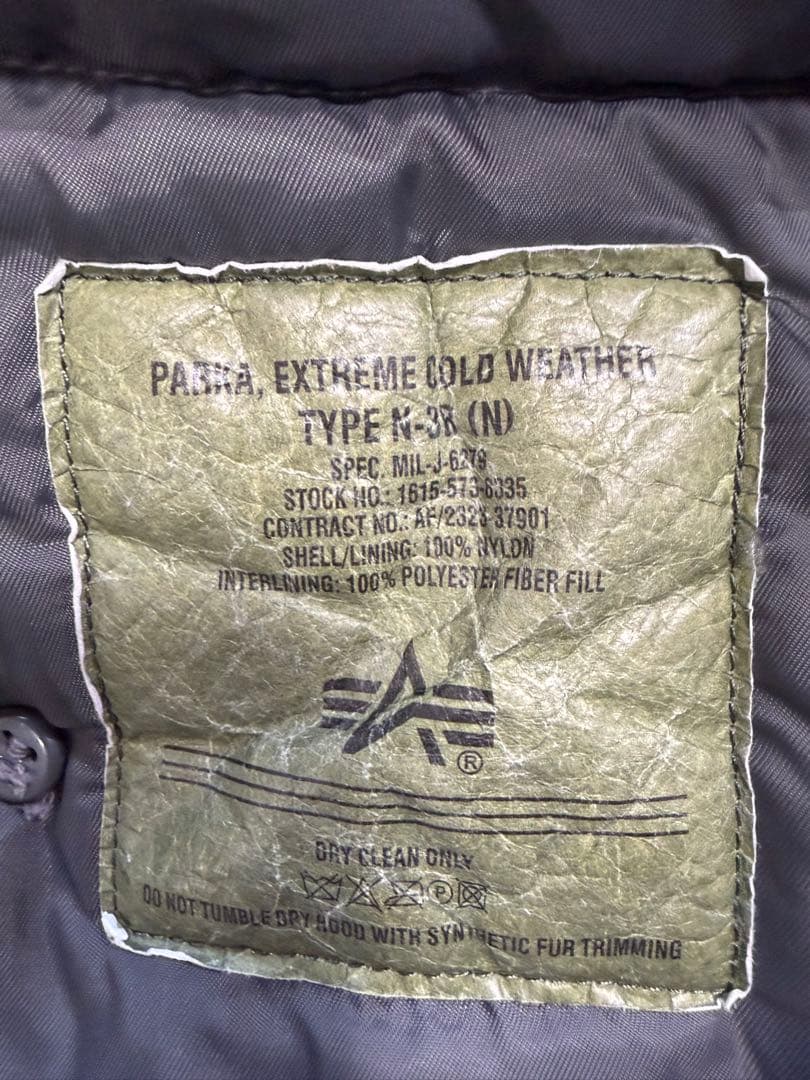 PARKA, EXTREME COLD WEATHER
TYPE N-3B (N)
SPEC. MIL-J-6279
STOCK NO.: 1615-573-8335
CONTRACT NO.: AF/2323-37901
SHELL/LINING: 100% NYLON
INTERLINING: 100% POLYESTER FIBER FILL
®
DRY CLEAN ONLY
P
DO NOT TUMBLE DRY HOOD WITH SYNTHETIC FUR TRIMMING